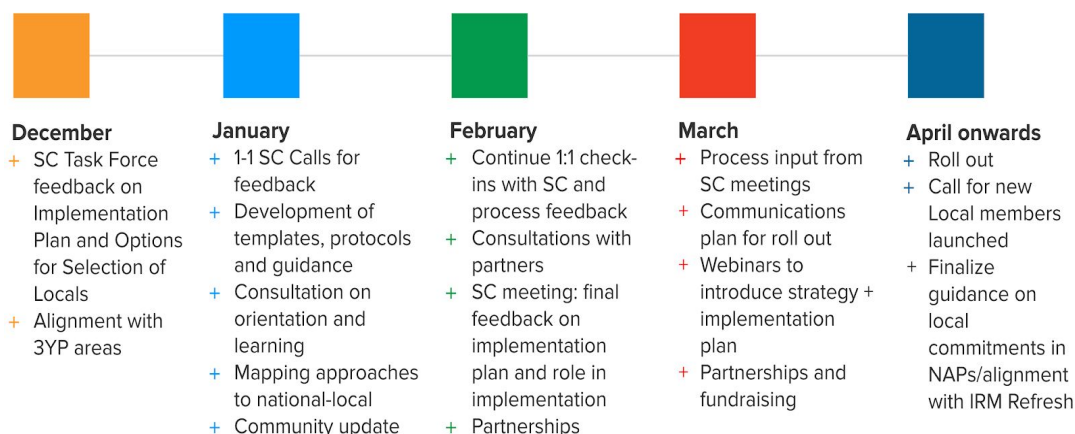 December
+ SC Task Force
feedback on
Implementation
Plan and Options
for Selection of
Locals
+ Alignment with
3YP areas
January
+ 1-1 SC Calls for
feedback
+ Development of
templates, protocols
and guidance
+ Consultation on
orientation and
learning
+ Mapping approaches
to national-local
+ Community update
February
+ Continue 1:1 check-
ins with SC and
process feedback
+ Consultations with
partners
+ SC meeting: final
feedback on
implementation
plan and role in
implementation
+ Partnerships
March
+ Process input from
SC meetings
+ Communications
plan for roll out
+ Webinars to
introduce strategy +
implementation
plan
+ Partnerships and
fundraising
April onwards
+ Roll out
+ Call for new
Local members
launched
+ Finalize
guidance on
local
commitments in
NAPs/alignment
with IRM Refresh